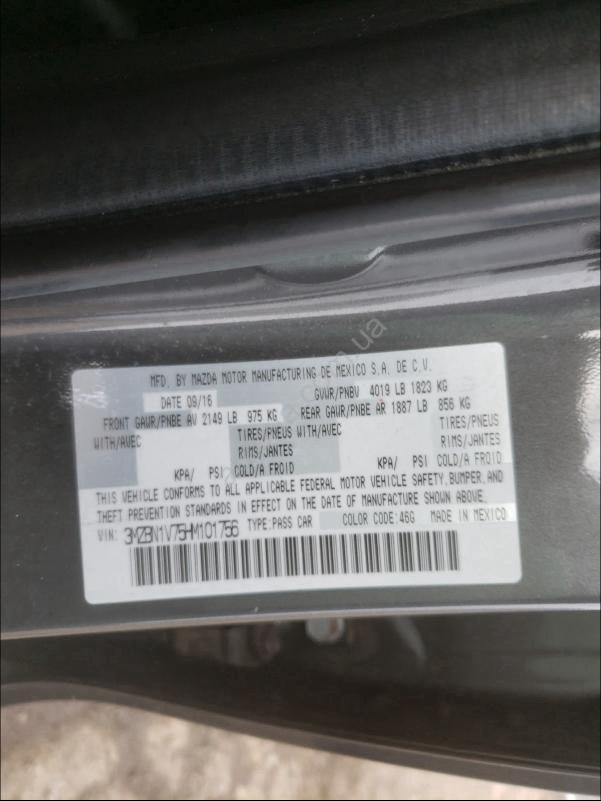 MFD. BY MAZDA MOTOR MANUFACTURING DE MEXICO S.A. DE C.V.
DATE 09/16 GVWR/PNBV 4019 LB 1823 KG
FRONT GAWR/PNBE AV 2149 LB 975 KG REAR GAWR/PNBE AR 1887 LB 856 KG
WITH/AVEC TIRES/PNEUS WITH/AVEC TIRES/PNEUS
RIMS/JANTES RIMS/JANTES
KPA/ PSI COLD/A FROID KPA/ PSI COLD/A FROID
THIS VEHICLE CONFORMS TO ALL APPLICABLE FEDERAL MOTOR VEHICLE SAFETY, BUMPER, AND
THEFT PREVENTION STANDARDS IN EFFECT ON THE DATE OF MANUFACTURE SHOWN ABOVE.
VIN: 3MZBN1V75HM101756 TYPE:PASS CAR COLOR CODE:46G MADE IN MEXICO